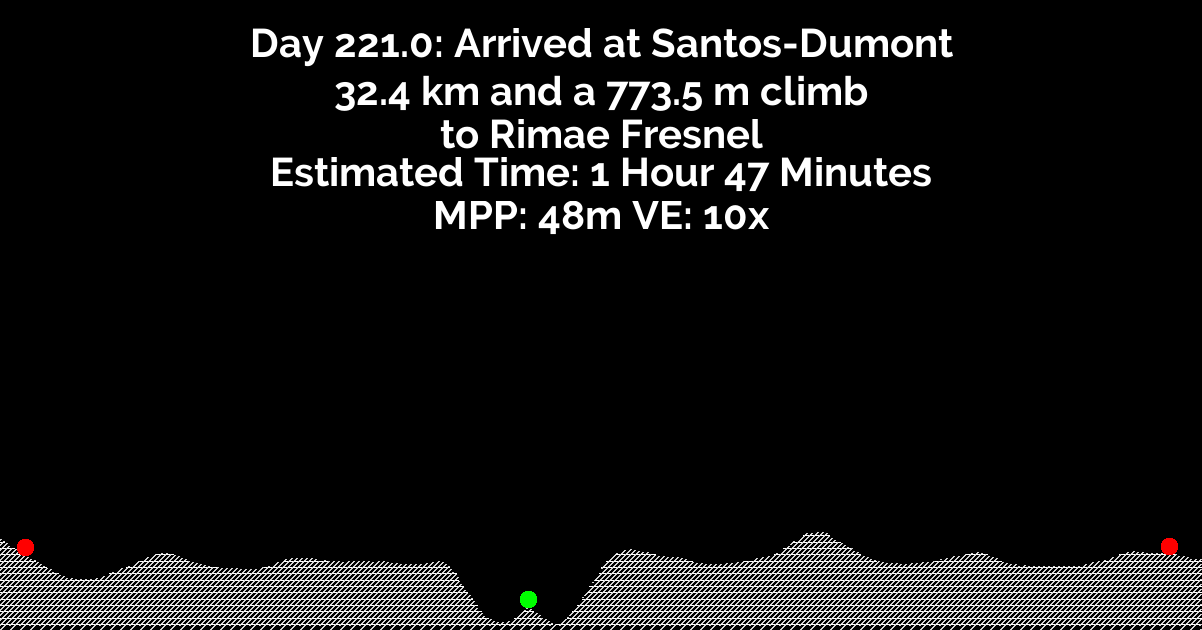 Day 221.0: Arrived at Santos-Dumont
32.4 km and a 773.5 m climb
to Rimae Fresnel
Estimated Time: 1 Hour 47 Minutes
MPP: 48m VE: 10x